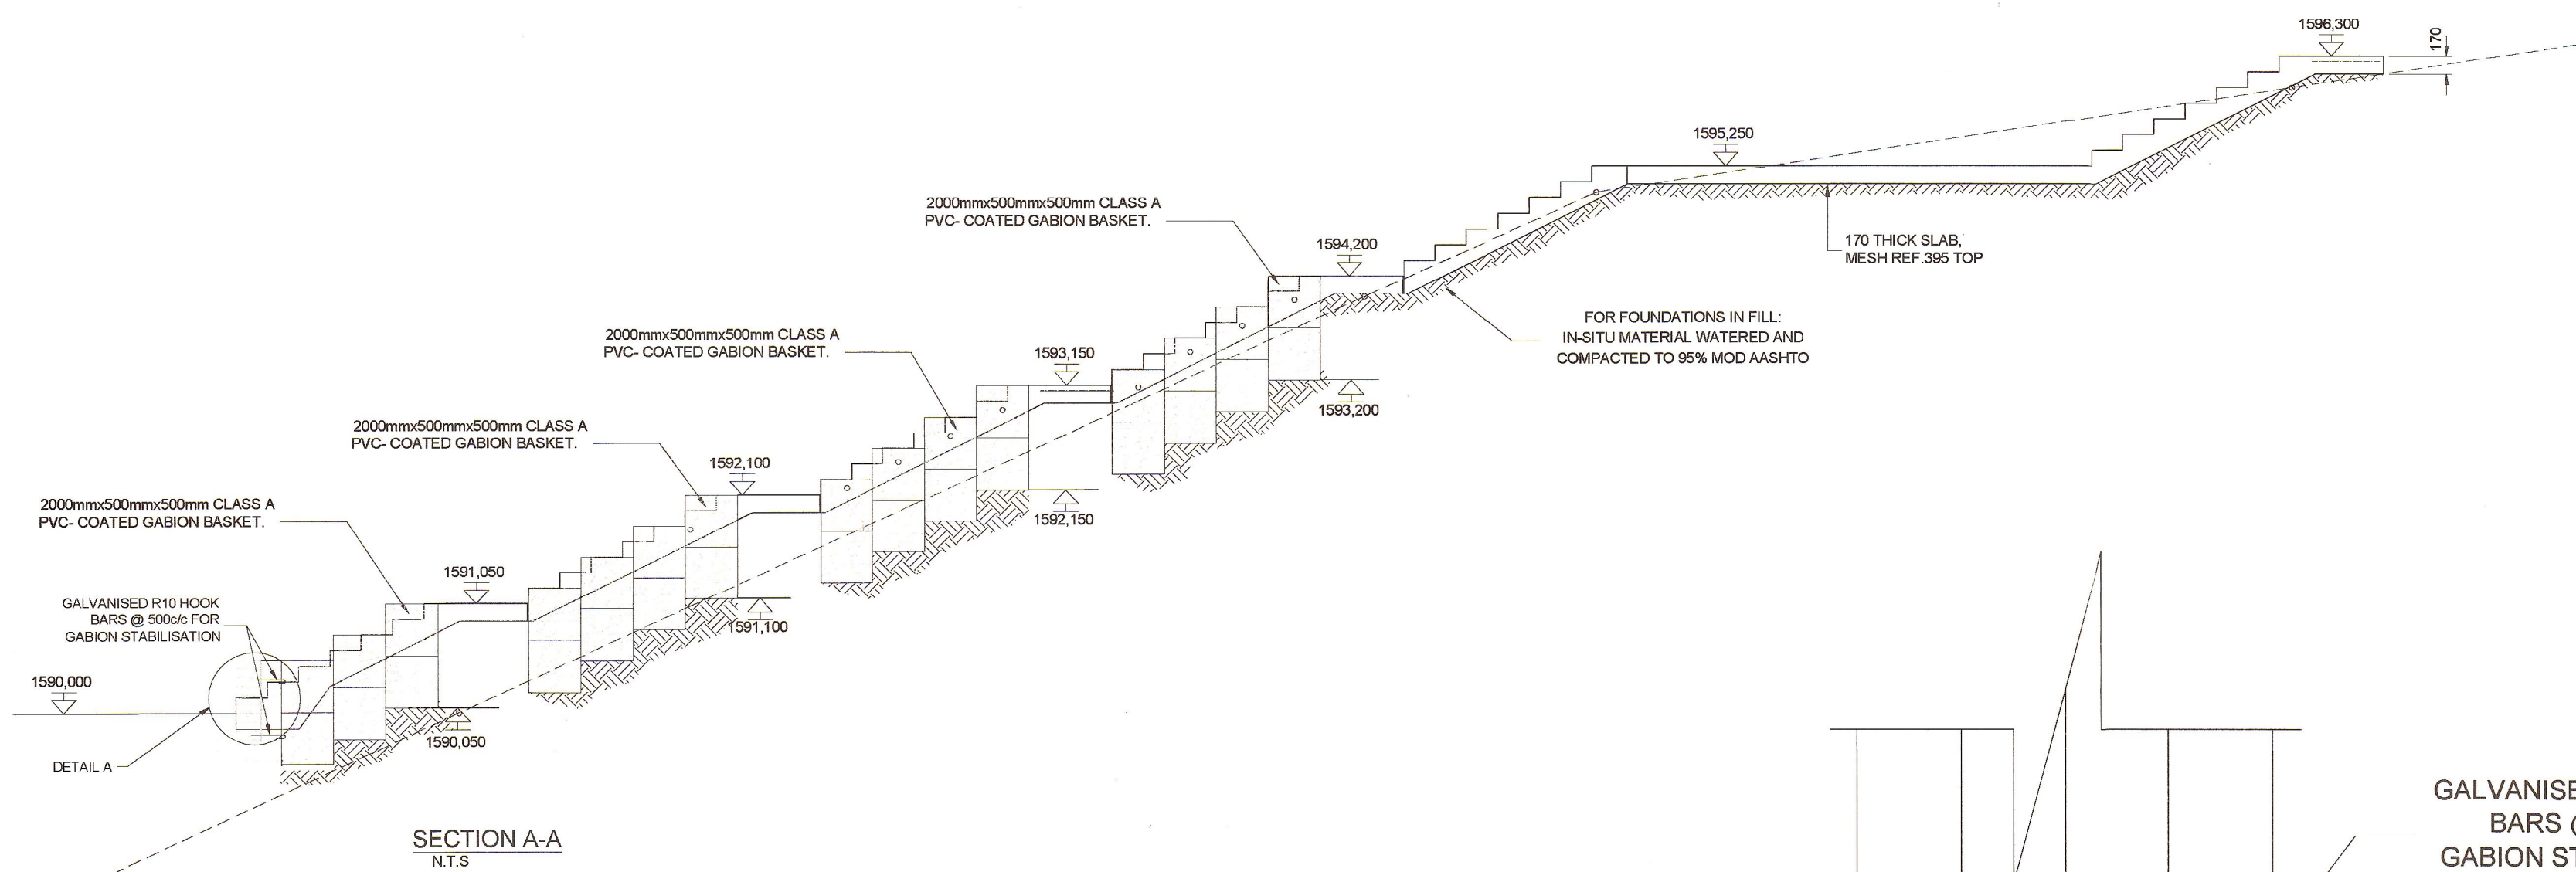 1596,300
170
1595,250
2000mmx500mmx500mm CLASS A
PVC- COATED GABION BASKET.
1594,200
170 THICK SLAB,
MESH REF.395 TOP
FOR FOUNDATIONS IN FILL:
IN-SITU MATERIAL WATERED AND
COMPACTED TO 95% MOD AASHTO
2000mmx500mmx500mm CLASS A
PVC- COATED GABION BASKET.
1593,150
1593,200
2000mmx500mmx500mm CLASS A
PVC- COATED GABION BASKET.
1592,100
1592,150
2000mmx500mmx500mm CLASS A
PVC- COATED GABION BASKET.
1591,050
1591,100
GALVANISED R10 HOOK
BARS @ 500c/c FOR
GABION STABILISATION
1590,000
1590,050
DETAIL A
SECTION A-A
N.T.S
GALVANISE
BARS @
GABION ST